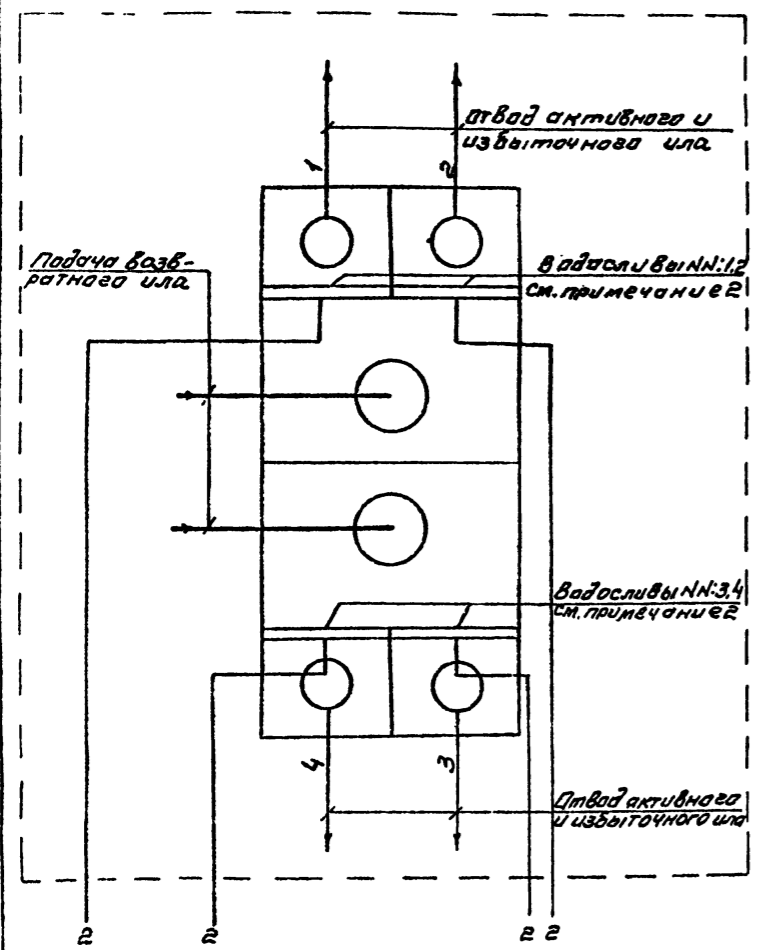 Отвод активного и
избыточного ила
1
2
Подача возв-
ратного ила
Водосливы NN:1,2
см. примечание 2
Водосливы NN:3,4
см. примечание 2
4
3
Отвод активного
и избыточного ила
2
2
2 2